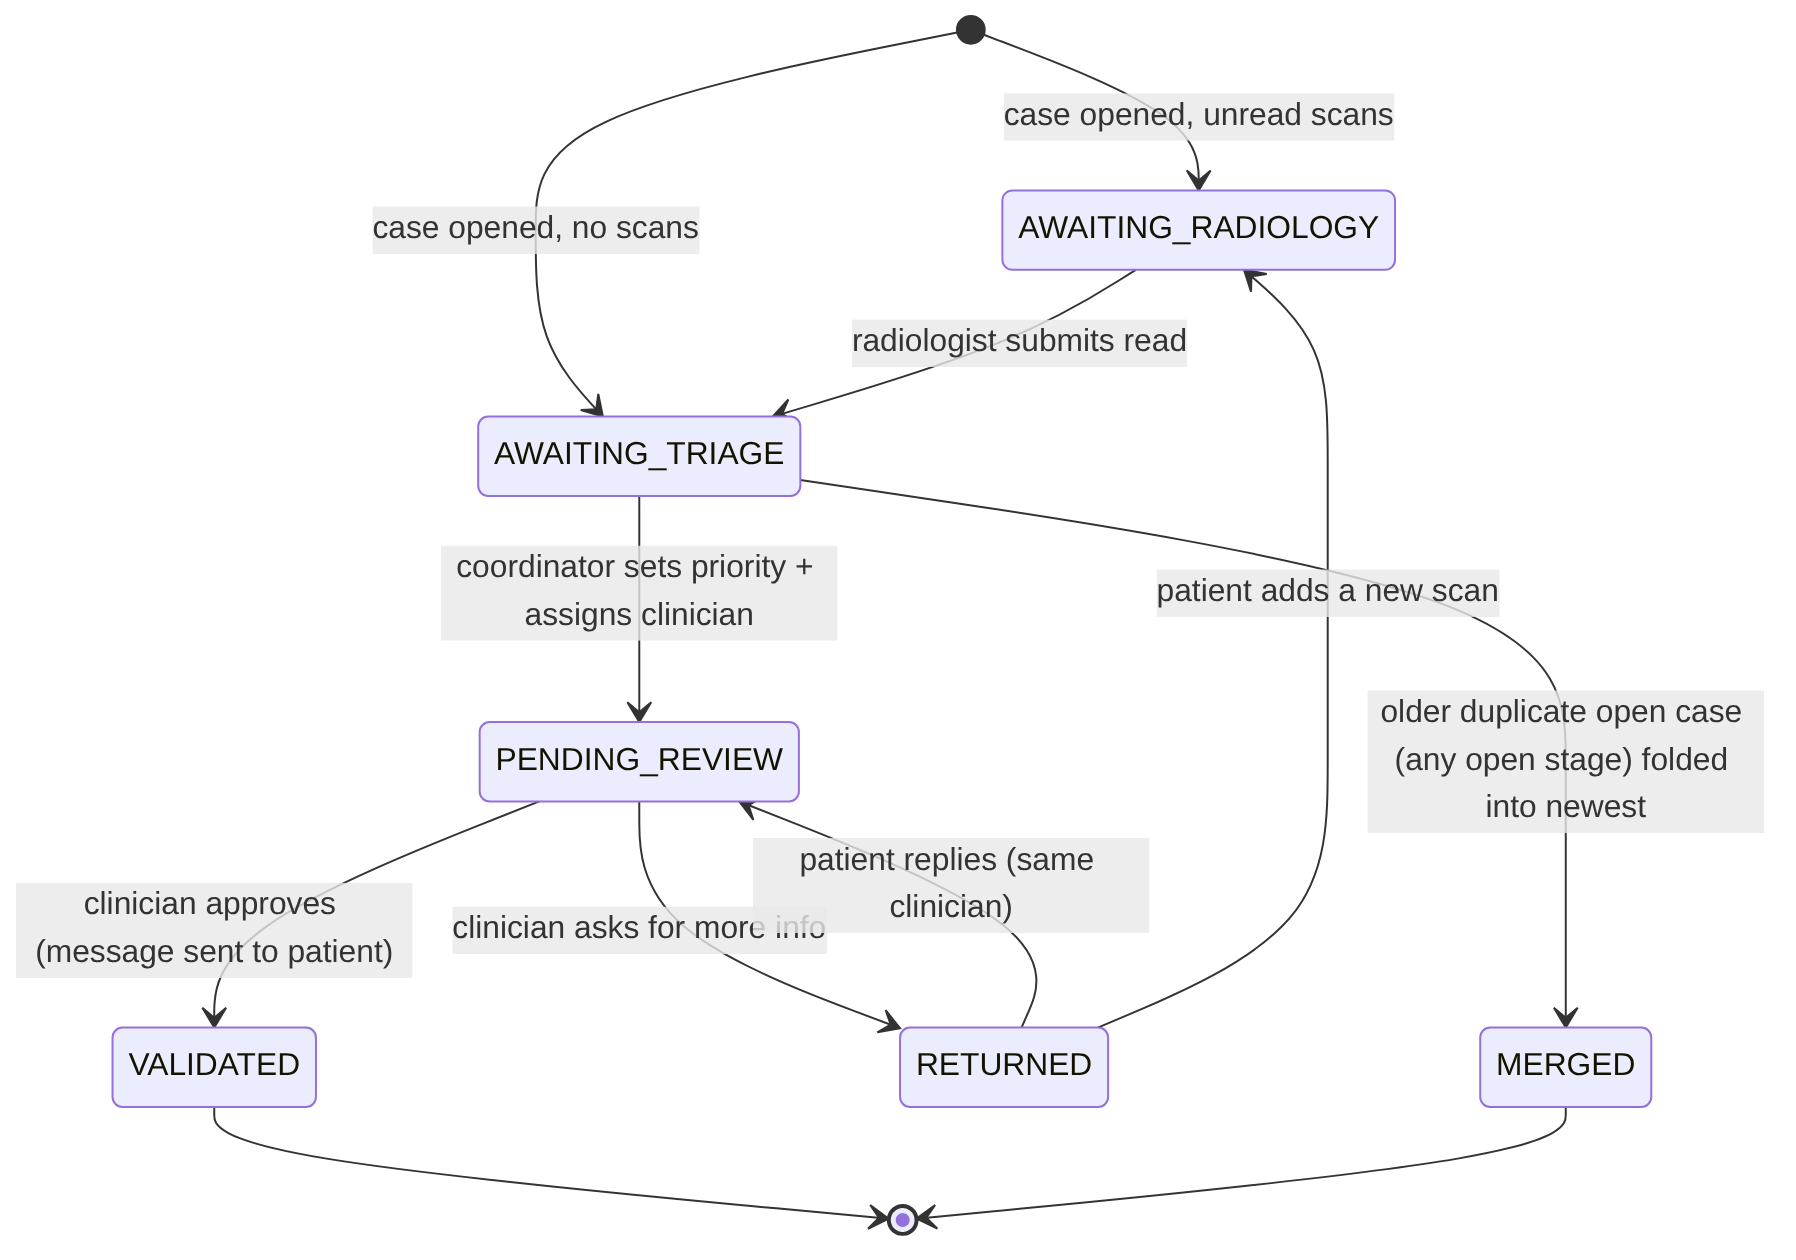 case opened, unread scans
case opened, no scans
AWAITING_RADIOLOGY
radiologist submits read
AWAITING_TRIAGE
coordinator sets priority +
assigns clinician
patient adds a new scan
older duplicate open case
(any open stage) folded
into newest
PENDING_REVIEW
patient replies (same
clinician)
clinician approves
(message sent to patient)
clinician asks for more info
VALIDATED
RETURNED
MERGED